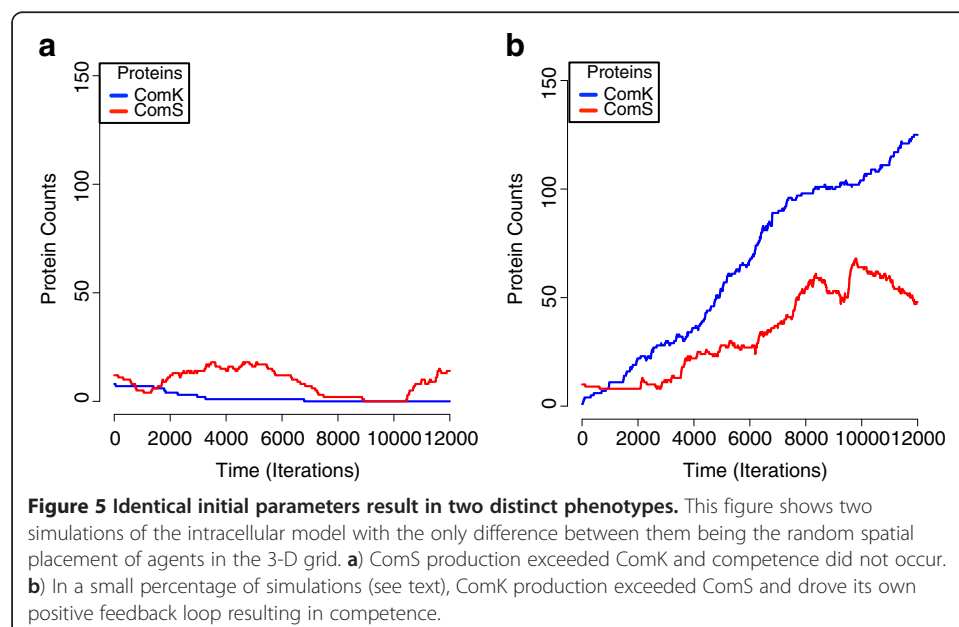 a
Proteins
ComK
ComS
150
100
50
0
Protein Counts
0 2000 4000 6000 8000 10000 12000
Time (Iterations)
b
Proteins
ComK
ComS
150
100
50
0
Protein Counts
0 2000 4000 6000 8000 10000 12000
Time (Iterations)
Figure 5 Identical initial parameters result in two distinct phenotypes. This figure shows two
simulations of the intracellular model with the only difference between them being the random spatial
placement of agents in the 3-D grid. a) ComS production exceeded ComK and competence did not occur.
b) In a small percentage of simulations (see text), ComK production exceeded ComS and drove its own
positive feedback loop resulting in competence.